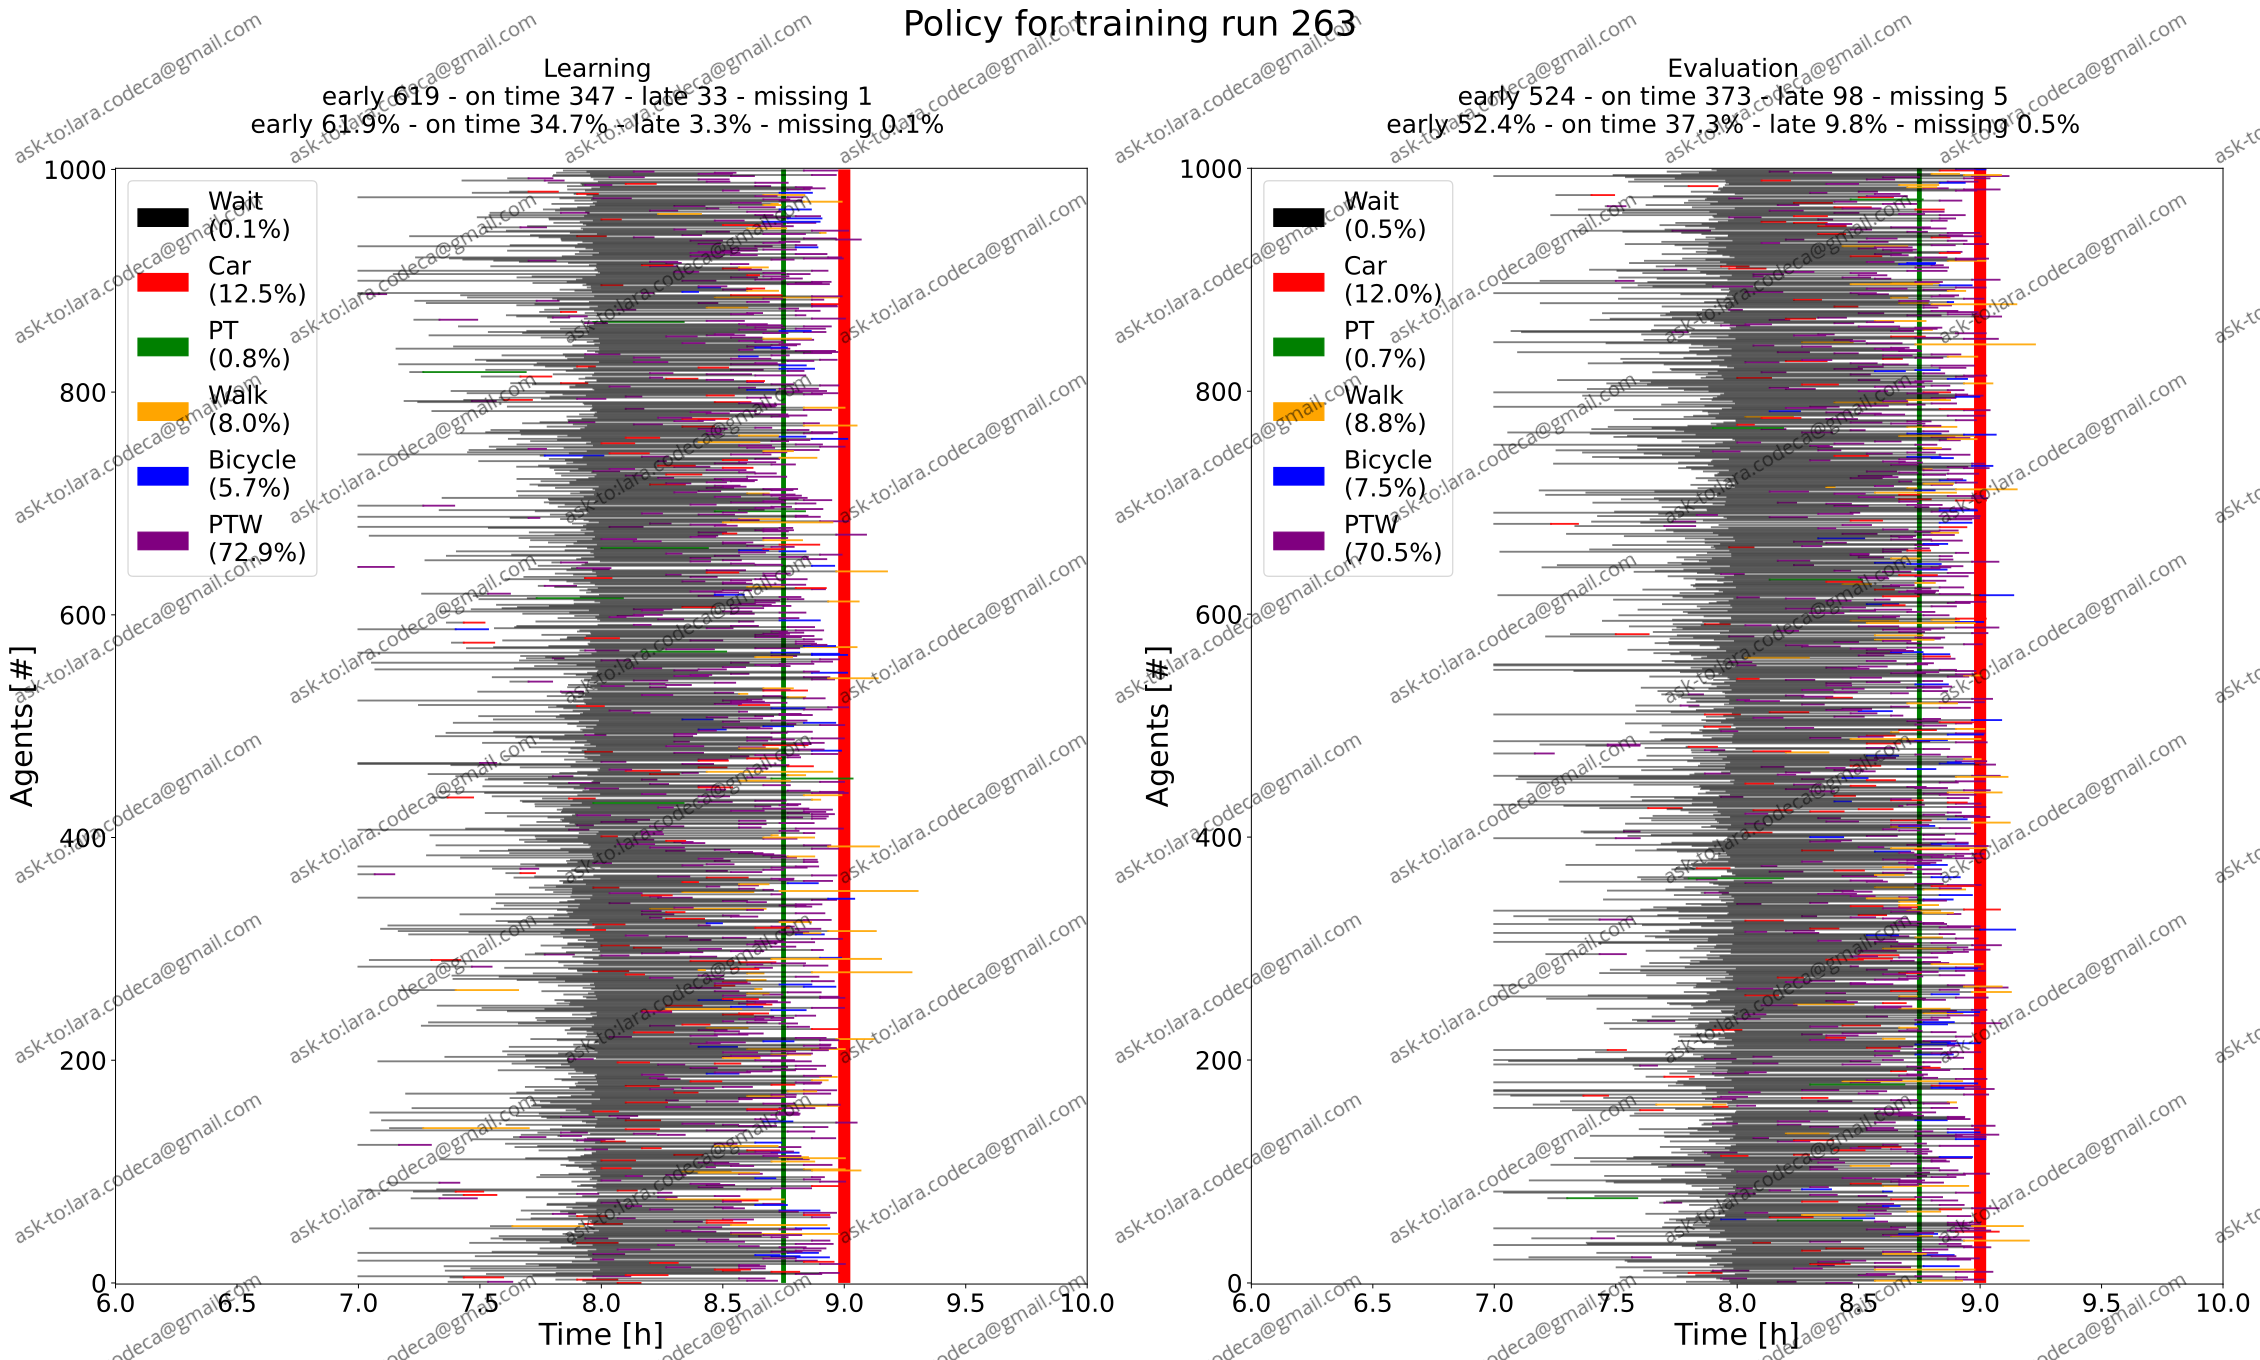 Policy for training run 263
Learning
early 619 - on time 347 - late 33 - missing 1
early 61.9% - on time 34.7% - late 3.3% - missing 0.1%
1000
800
600
400
200
0
Agents [#]
Wait
(0.1%)
Car
(12.5%)
PT
(0.8%)
Walk
(8.0%)
Bicycle
(5.7%)
PTW
(72.9%)
6.0 6.5 7.0 7.5 8.0 8.5 9.0 9.5 10.0
Time [h]
Evaluation
early 524 - on time 373 - late 98 - missing 5
early 52.4% - on time 37.3% - late 9.8% - missing 0.5%
1000
800
600
400
200
0
Agents [#]
Wait
(0.5%)
Car
(12.0%)
PT
(0.7%)
Walk
(8.8%)
Bicycle
(7.5%)
PTW
(70.5%)
6.0 6.5 7.0 7.5 8.0 8.5 9.0 9.5 10.0
Time [h]
ask-to:lara.codeca@gmail.com